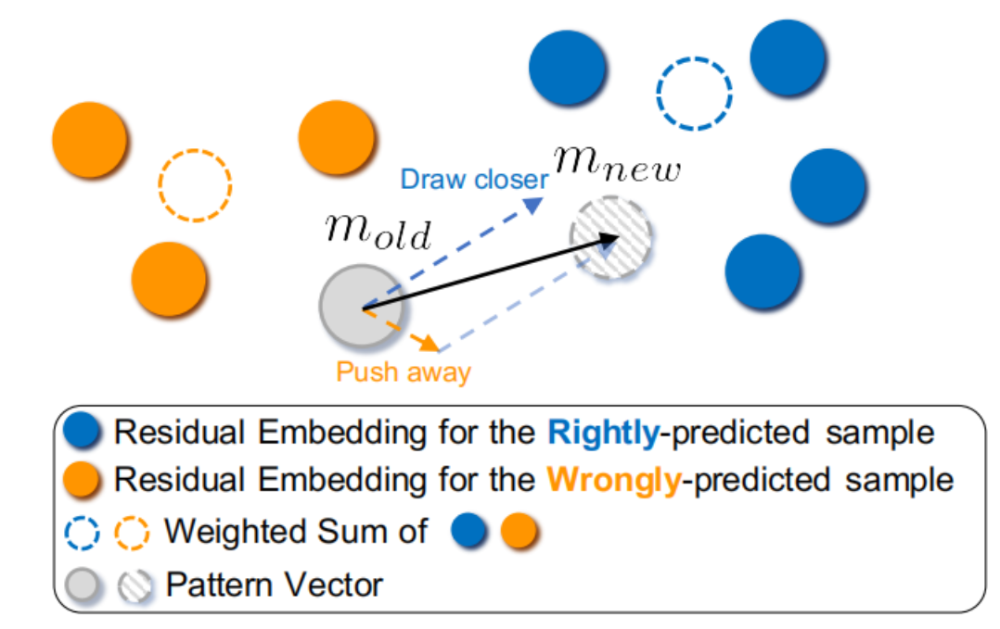 m_new
Draw closer
m_old
Push away
Residual Embedding for the Rightly-predicted sample
Residual Embedding for the Wrongly-predicted sample
Weighted Sum of
Pattern Vector